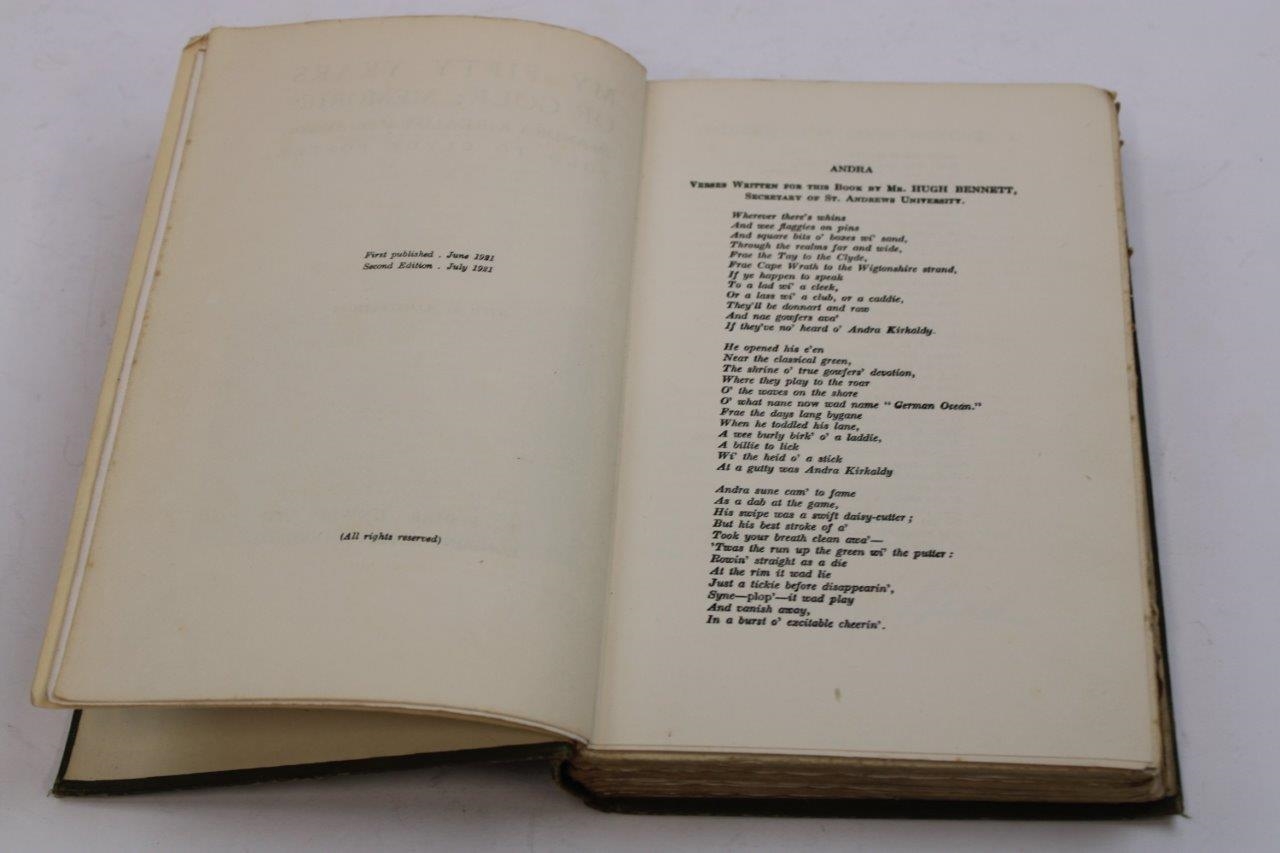 First published . June 1921
Second Edition . July 1921
(All rights reserved)
ANDRA
VERSES WRITTEN FOR THIS BOOK BY MR. HUGH BENNETT,
SECRETARY OF ST. ANDREWS UNIVERSITY.
Wherever there's whins
And wee flaggies on pins
And square bits o' boxes wi' sand,
Through the realms far and wide,
Frae the Tay to the Clyde,
Frae Cape Wrath to the Wigtonshire strand,
If ye happen to speak
To a lad wi' a cleek,
Or a lass wi' a club, or a caddie,
They'll be donnart and raw
And nae gowfers ava'
If they've no' heard o' Andra Kirkaldy.
He opened his e'en
Near the classical green,
The shrine o' true gowfers' devotion,
Where they play to the roar
O' the waves on the shore
O' what nane now wad name "German Ocean."
Frae the days lang bygane
When he toddled his lane,
A wee burly birk' o' a laddie,
A billie to lick
Wi' the heid o' a stick
At a gutty was Andra Kirkaldy
Andra sune cam' to fame
As a dab at the game,
His swipe was a swift daisy-cutter;
But his best stroke of a'
Took your breath clean awa'—
'Twas the run up the green wi' the putter:
Rowin' straight as a die
At the rim it wad lie
Just a tickie before disappearin',
Syne—plop'—it wad play
And vanish away,
In a burst o' excitable cheerin'.